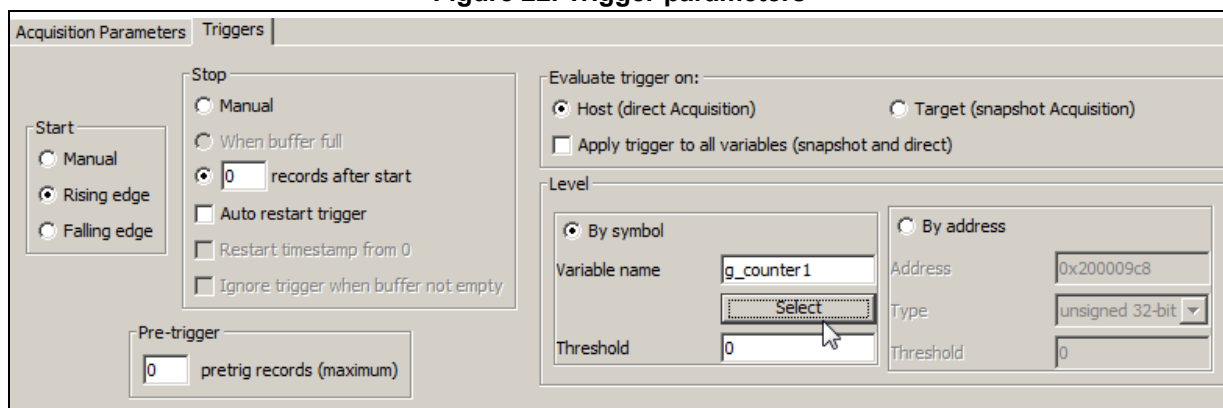 Figure 22. Trigger parameters
Acquisition Parameters Triggers
Start
Manual
Rising edge
Falling edge
Stop
Manual
When buffer full
0 records after start
Auto restart trigger
Restart timestamp from 0
Ignore trigger when buffer not empty
Pre-trigger
0 pretrig records (maximum)
Evaluate trigger on:
Host (direct Acquisition) Target (snapshot Acquisition)
Apply trigger to all variables (snapshot and direct)
Level
By symbol
Variable name g_counter1
Select
Threshold 0
By address
Address 0x200009c8
Type unsigned 32-bit
Threshold 0